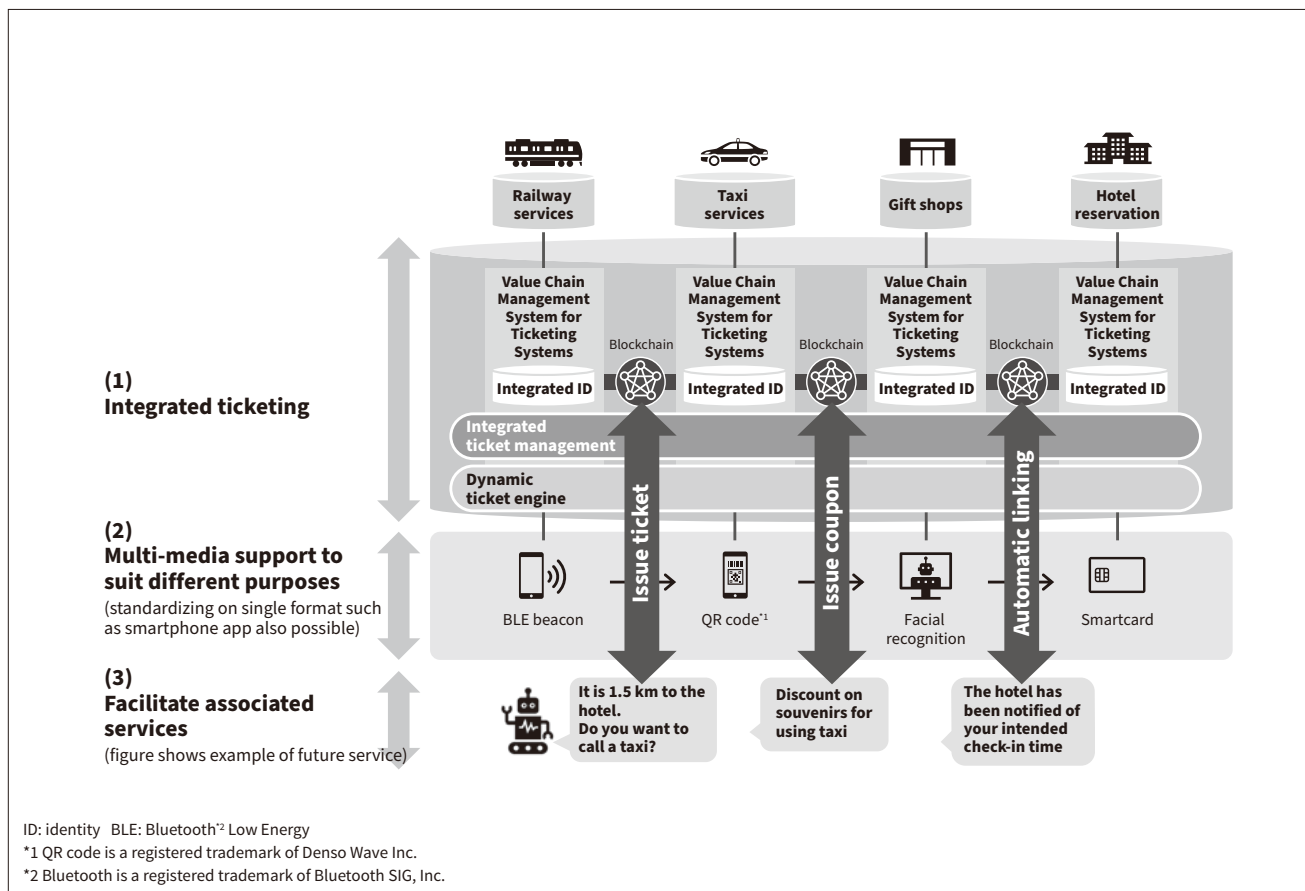 Railway
services
Taxi
services
Gift shops
Hotel
reservation
(1)
Integrated ticketing
Value Chain
Management
System for
Ticketing
Systems
Integrated ID
Blockchain
Value Chain
Management
System for
Ticketing
Systems
Integrated ID
Blockchain
Value Chain
Management
System for
Ticketing
Systems
Integrated ID
Blockchain
Value Chain
Management
System for
Ticketing
Systems
Integrated ID
Integrated
ticket management
Dynamic
ticket engine
Issue ticket
Issue coupon
Automatic linking
(2)
Multi-media support to
suit different purposes
(standardizing on single format such
as smartphone app also possible)
BLE beacon
QR code*1
Facial
recognition
Smartcard
(3)
Facilitate associated
services
(figure shows example of future service)
It is 1.5 km to the
hotel.
Do you want to
call a taxi?
Discount on
souvenirs for
using taxi
The hotel has
been notified of
your intended
check-in time
ID: identity BLE: Bluetooth*2 Low Energy
*1 QR code is a registered trademark of Denso Wave Inc.
*2 Bluetooth is a registered trademark of Bluetooth SIG, Inc.